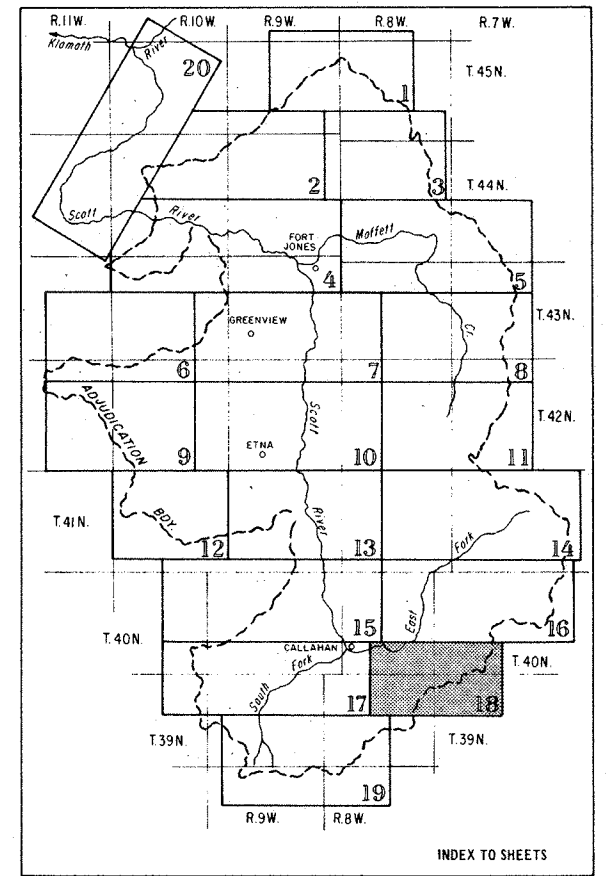 R.11W. R.10W. R.9W. R.8W. R.7W.
Klamath River
20
T.45N.
1
2
3
T.44N.
Scott River
FORT
JONES
Moffett
Cr.
4
5
T.43N.
GREENVIEW
6
7
8
Scott
T.42N.
ADJUDICATION
BDY.
ETNA
9
10
11
River
T.41N.
12
13
East Fork
14
T.40N.
CALLAHAN
15
16
South Fork
T.40N.
17
18
T.39N.
T.39N.
19
R.9W. R.8W.
INDEX TO SHEETS